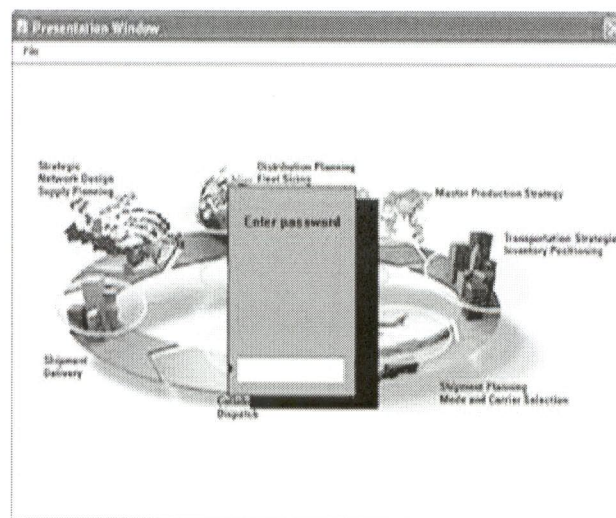 Presentation Window
File
Strategic
Network Design
Supply Planning
Distribution Planning
Fleet Sizing
Master Production Strategy
Transportation Strategies
Inventory Positioning
Enter password
Shipment
Delivery
Shipment Planning
Mode and Carrier Selection
Dispatch